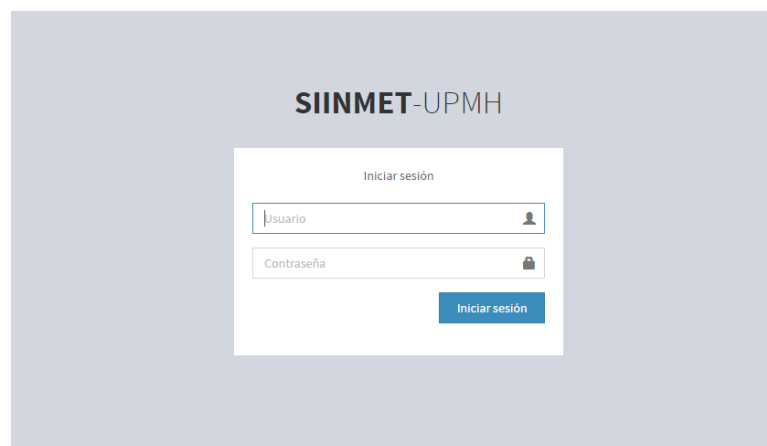 SIINMET-UPMH
Iniciar sesión
Usuario
Contraseña
Iniciar sesión